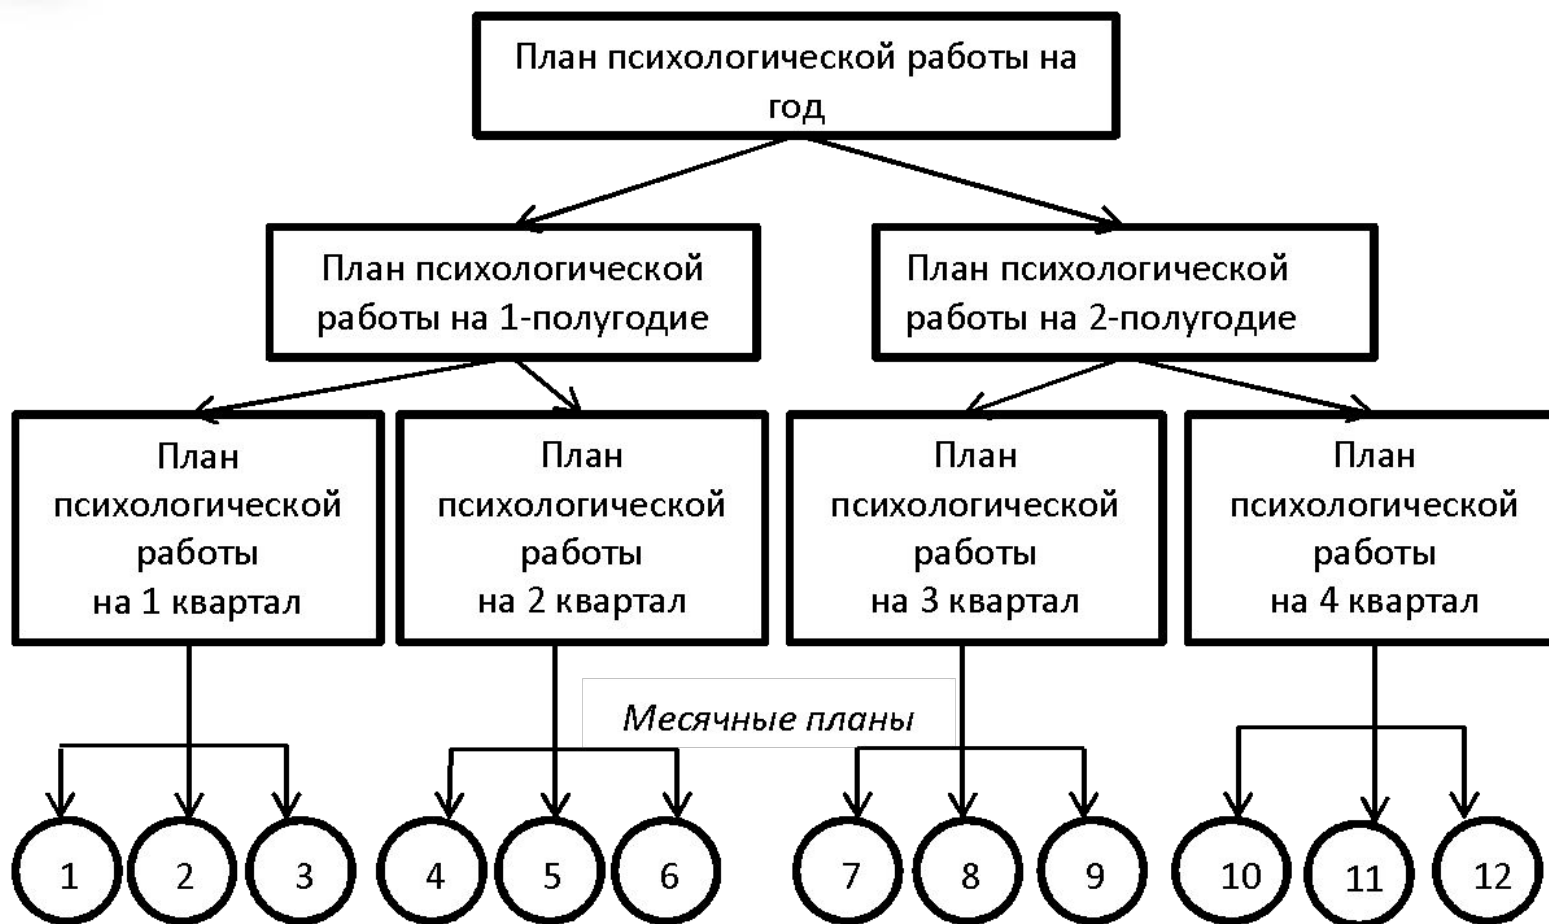 План психологической работы на
год
План психологической
работы на 1-полугодие
План психологической
работы на 2-полугодие
План
психологической
работы
на 1 квартал
План
психологической
работы
на 2 квартал
План
психологической
работы
на 3 квартал
План
психологической
работы
на 4 квартал
Месячные планы
1
2
3
4
5
6
7
8
9
10
11
12